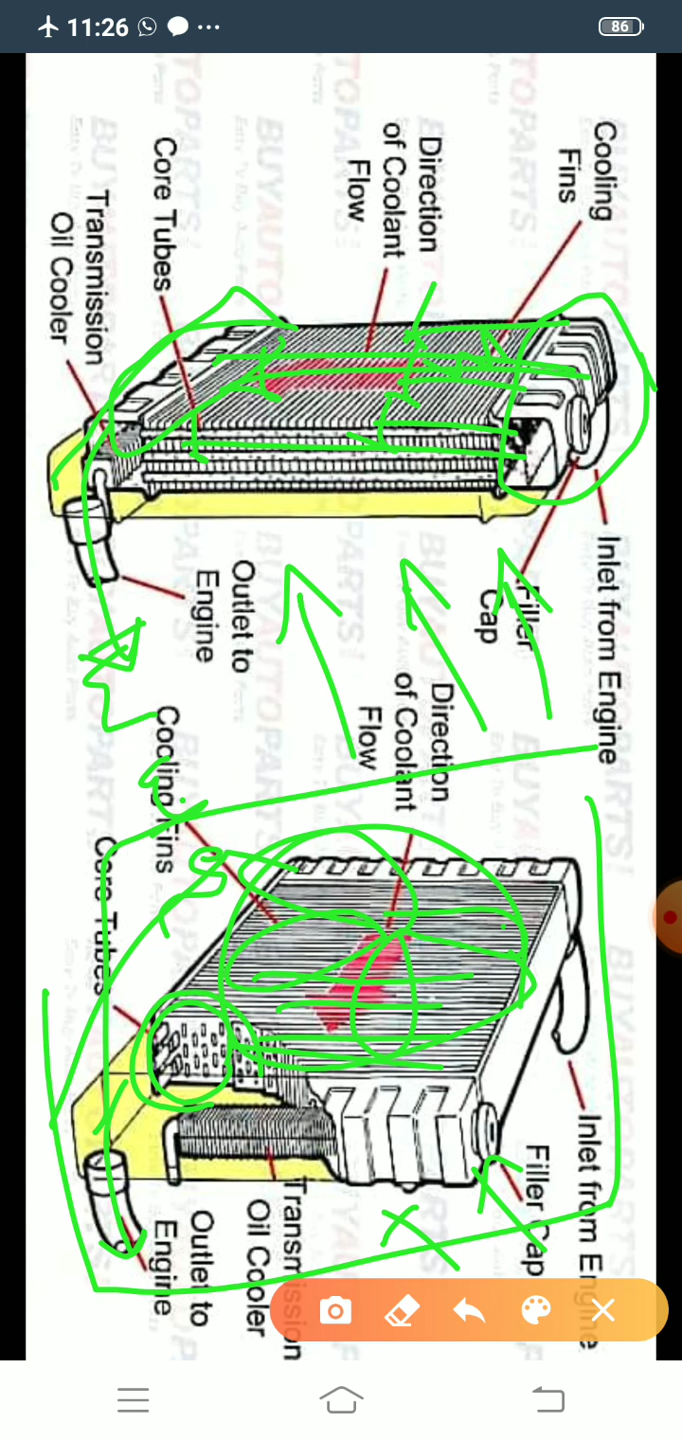 11:26
86
Cooling
Fins
Direction
of Coolant
Flow
Core Tubes
Transmission
Oil Cooler
Inlet from Engine
Filler
Cap
Outlet to
Engine
Direction
of Coolant
Flow
Cooling Fins
Core Tubes
Inlet from Engine
Filler Cap
Transmission
Oil Cooler
Outlet to
Engine
BUYAUTOPARTS!